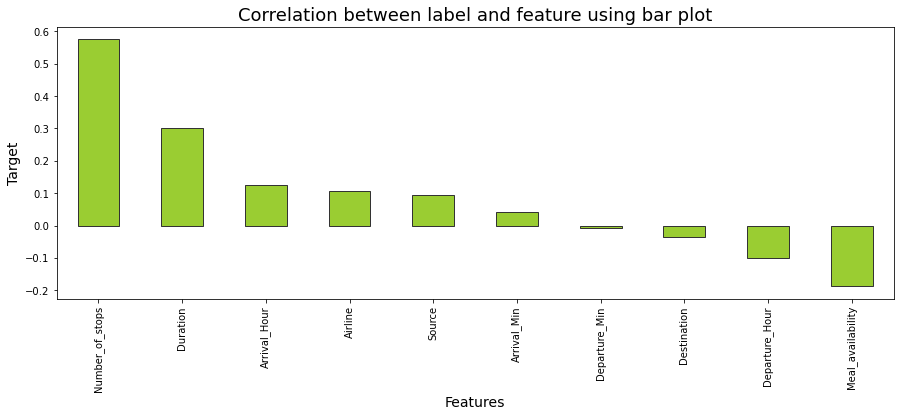 Correlation between label and feature using bar plot
Target
0.6
0.5
0.4
0.3
0.2
0.1
0.0
−0.1
−0.2
Number_of_stops
Duration
Arrival_Hour
Airline
Source
Arrival_Min
Departure_Min
Destination
Departure_Hour
Meal_availability
Features